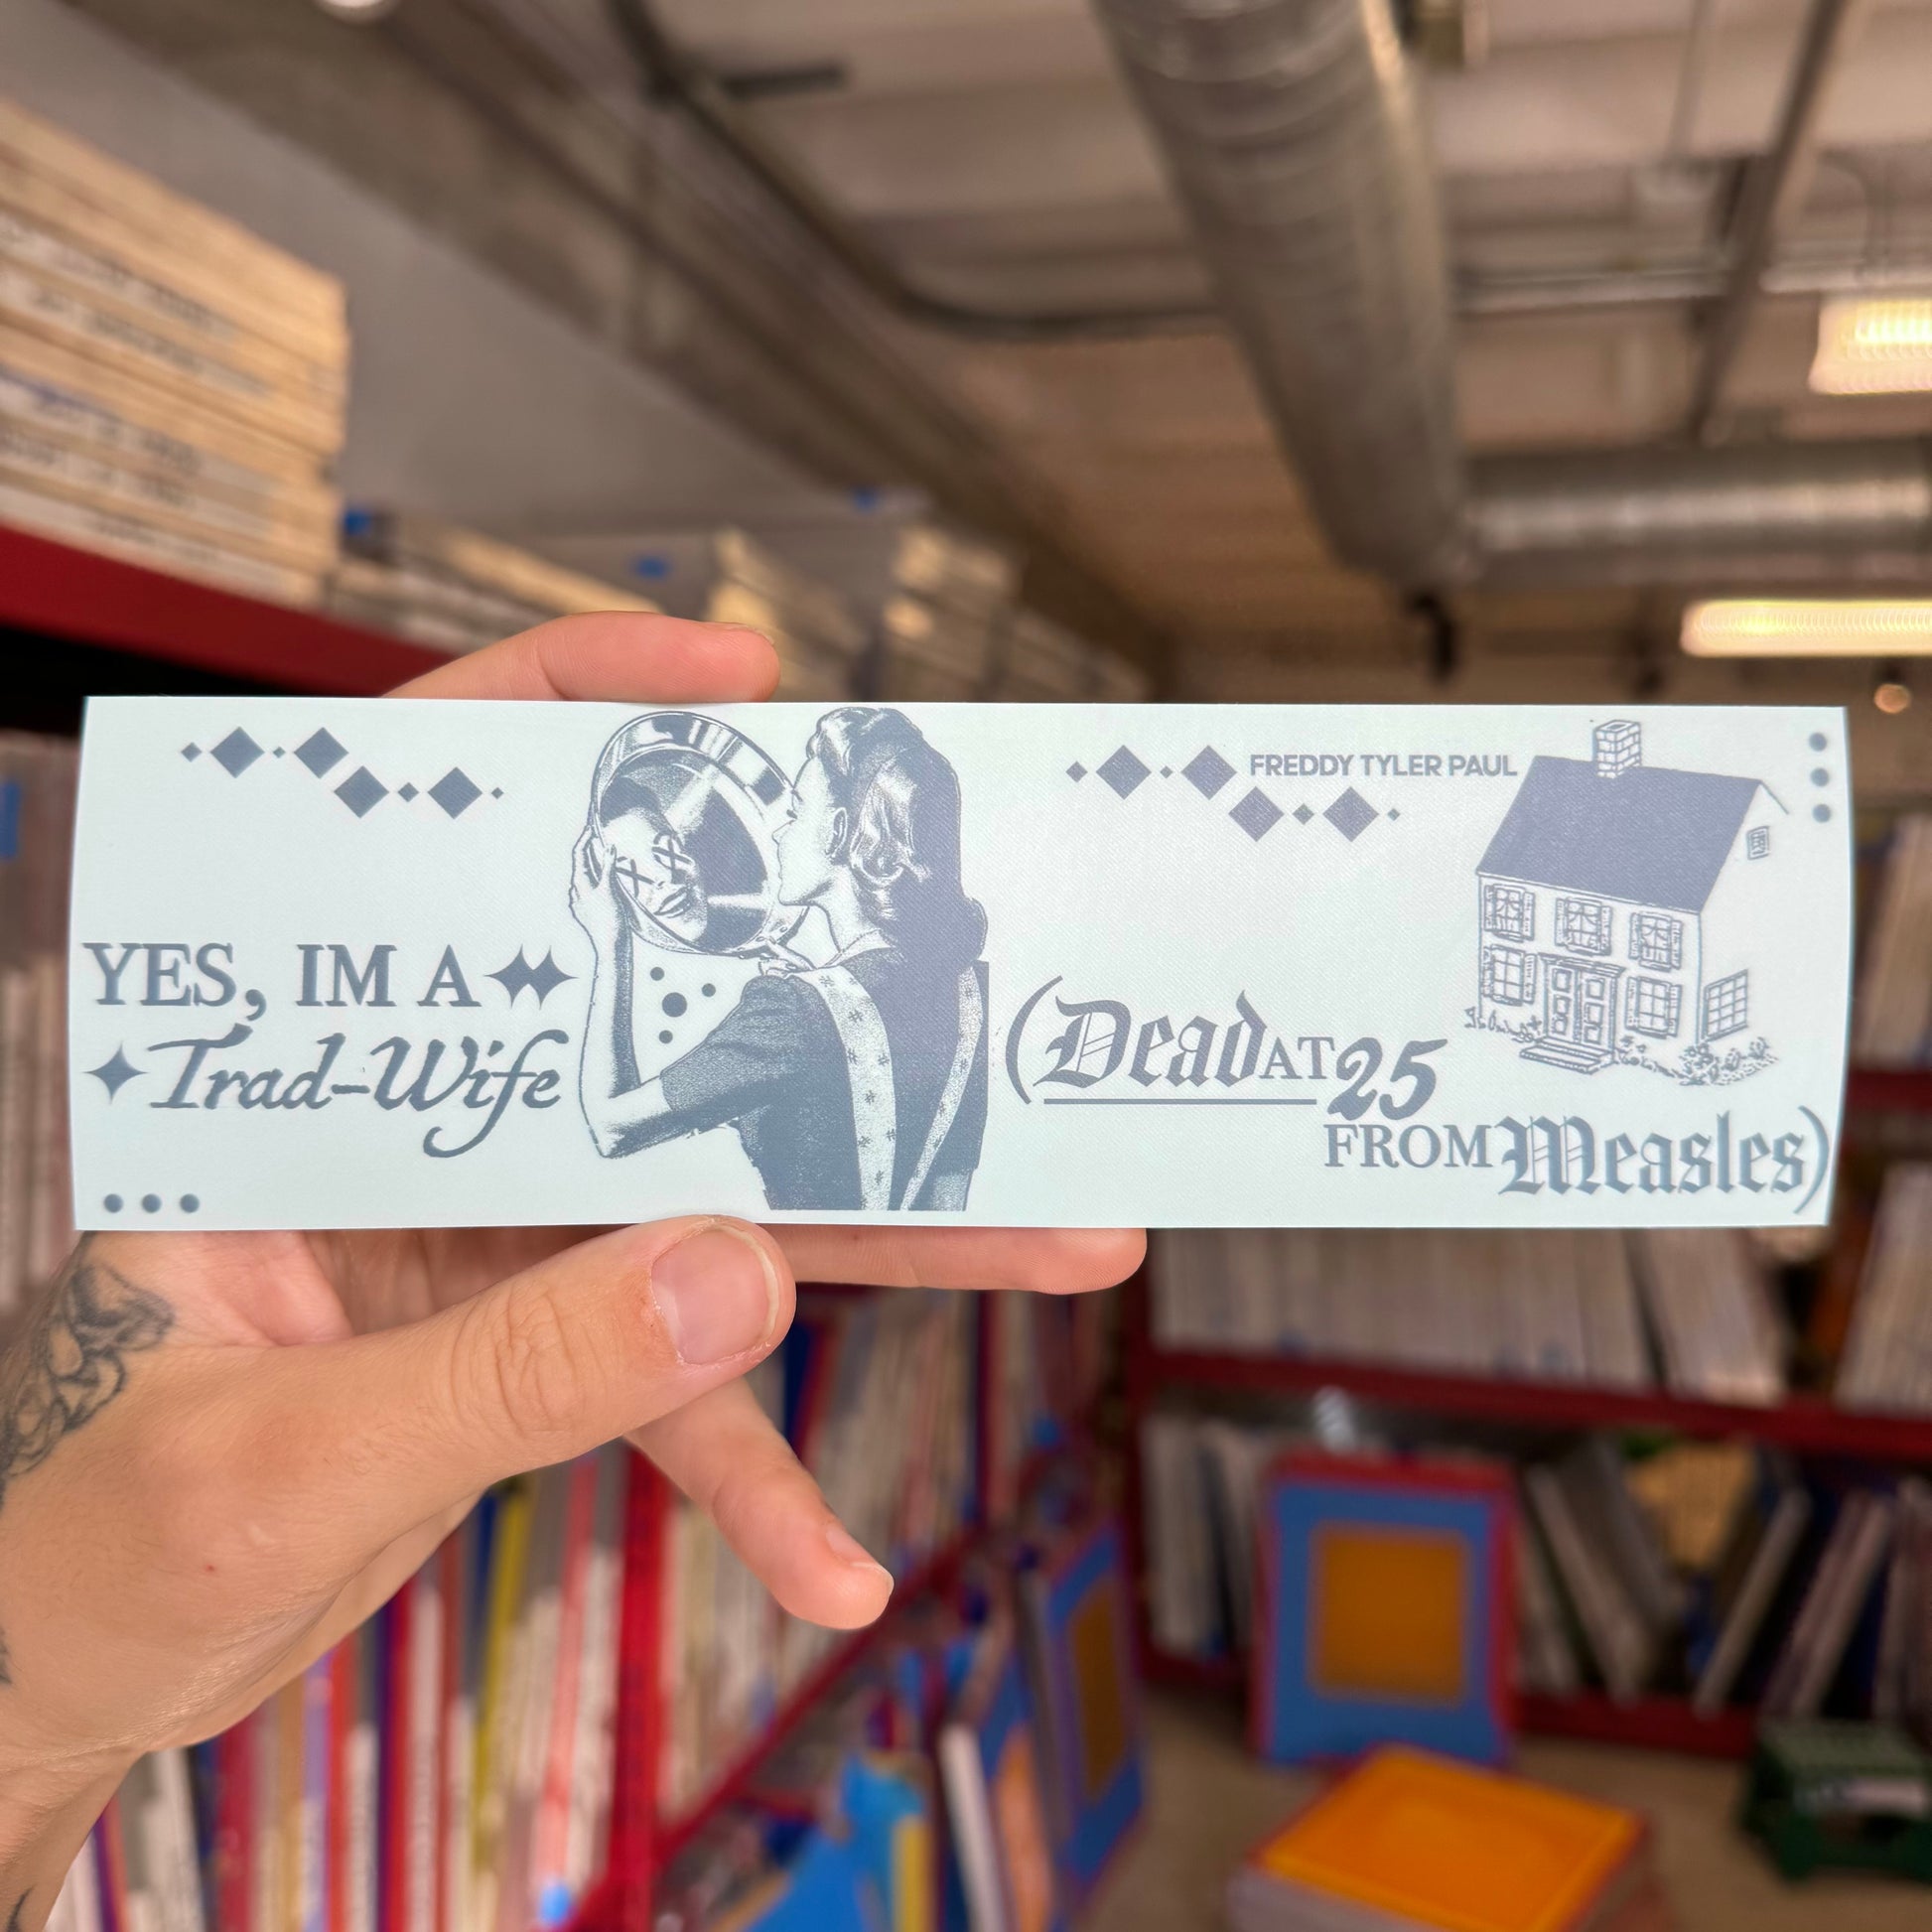 YES, IM A
Trad-Wife
FREDDY TYLER PAUL
(Dead AT 25
FROM Measles)